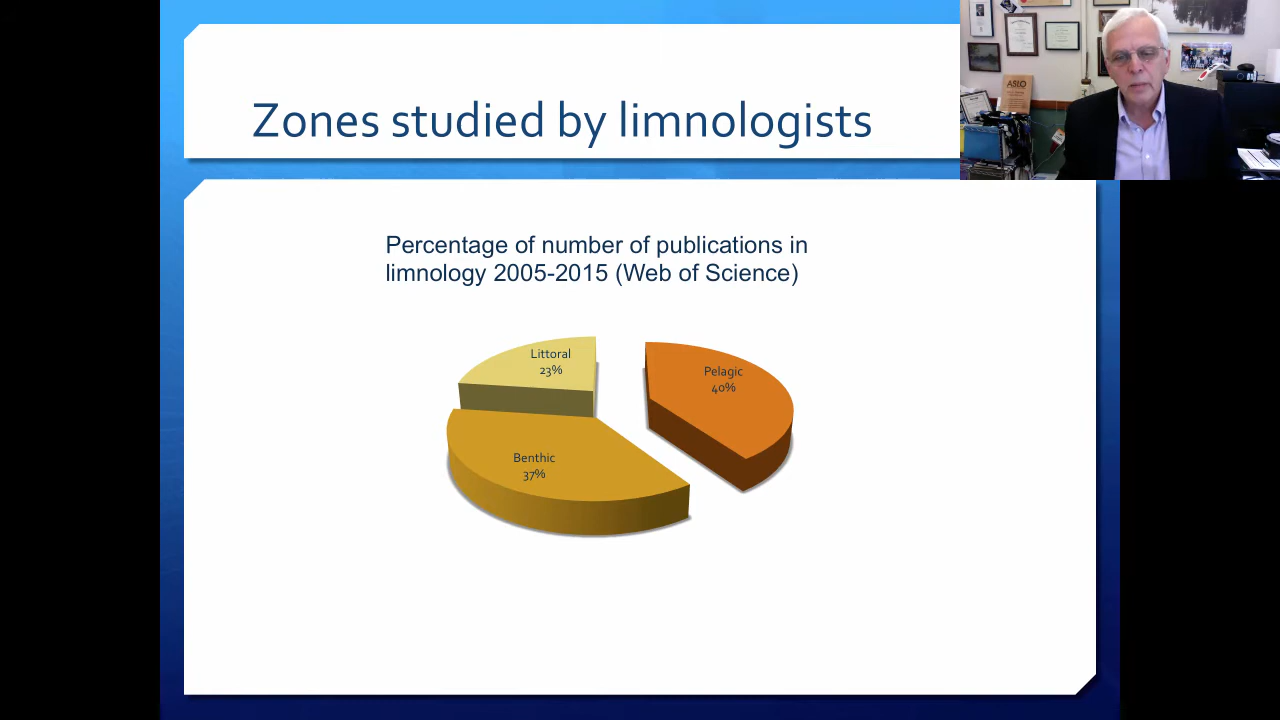 Zones studied by limnologists
ASLO
Percentage of number of publications in
limnology 2005-2015 (Web of Science)
Littoral
23%
Pelagic
40%
Benthic
37%